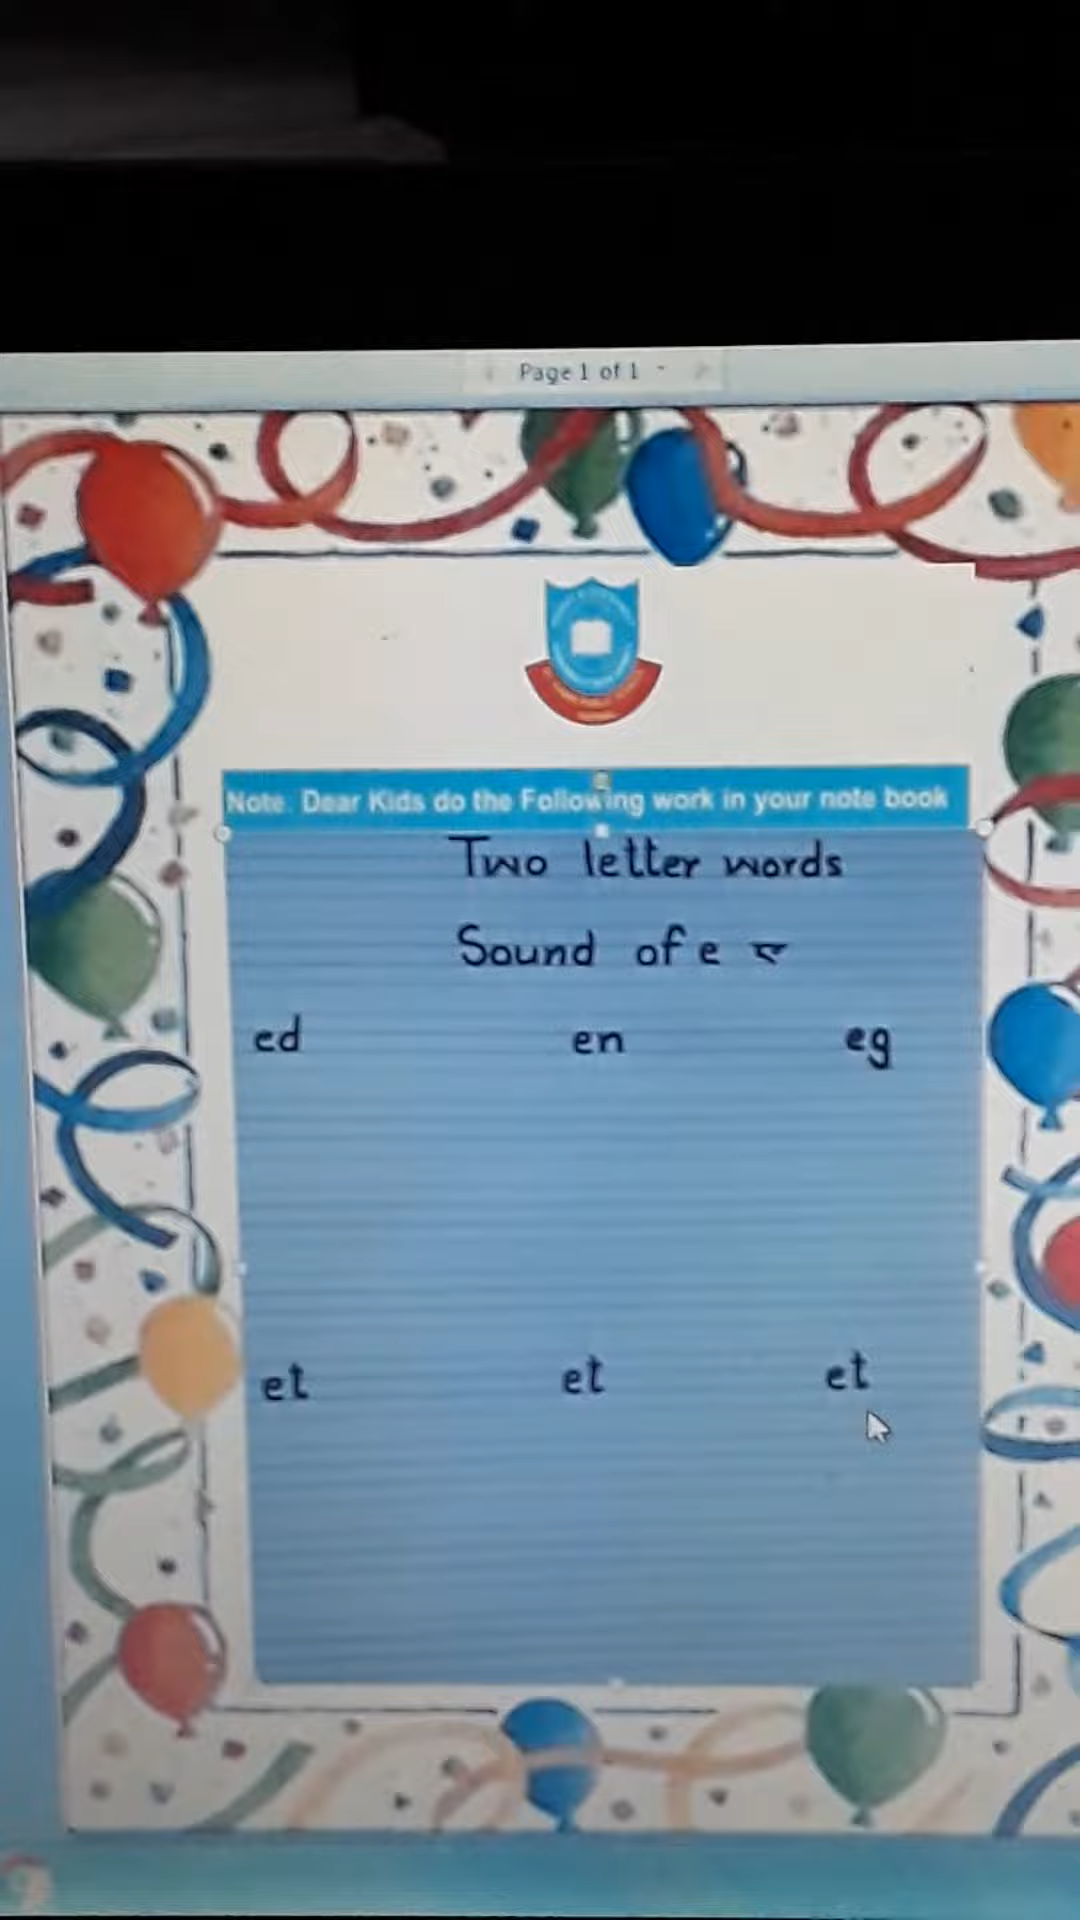 Page 1 of 1
Note: Dear Kids do the Following work in your note book
Two letter words
Sound of e
ed en eg
et et et